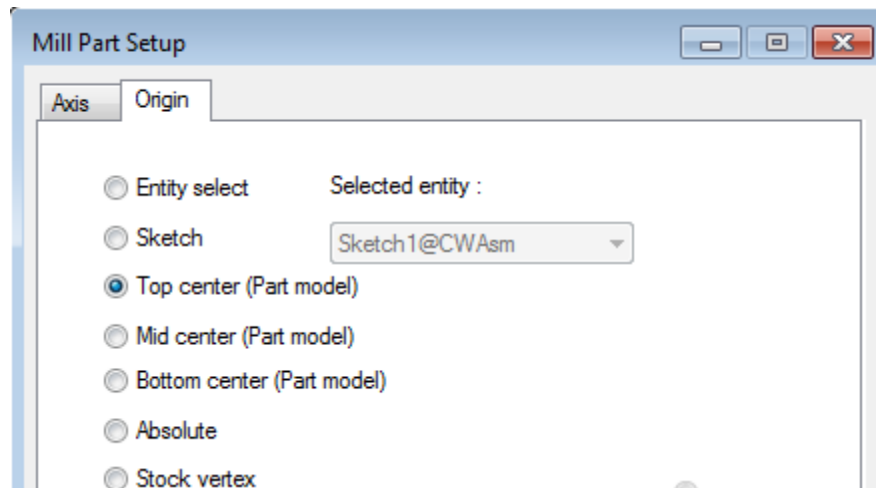 Mill Part Setup
Axis Origin
Entity select Selected entity :
Sketch Sketch1@CWAsm
Top center (Part model)
Mid center (Part model)
Bottom center (Part model)
Absolute
Stock vertex